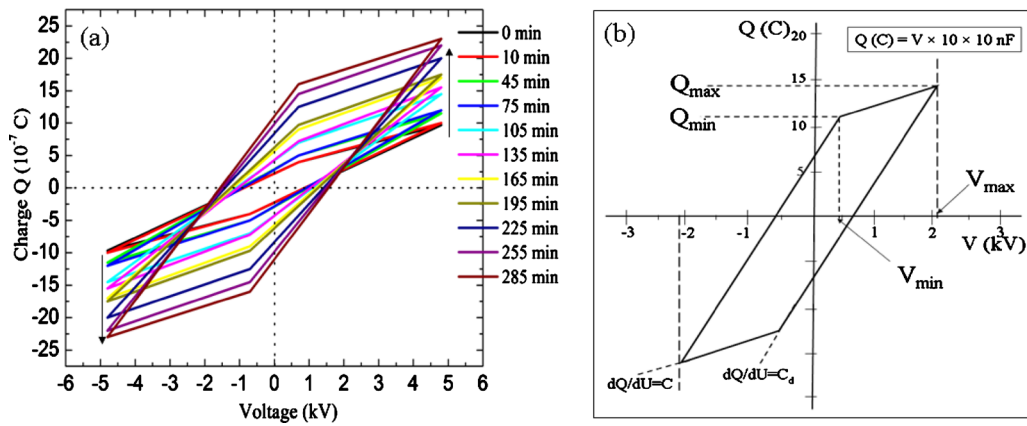 (a)
Charge Q (10⁻⁷ C)
25
20
15
10
5
0
-5
-10
-15
-20
-25
-6 -5 -4 -3 -2 -1 0 1 2 3 4 5 6
Voltage (kV)
0 min
10 min
45 min
75 min
105 min
135 min
165 min
195 min
225 min
255 min
285 min
(b)
Q (C)
20
Q (C) = V × 10 × 10 nF
15
10
5
Qmax
Qmin
Vmax
V (kV)
Vmin
-3 -2 -1 0 1 2 3
dQ/dU=C
dQ/dU=Cd